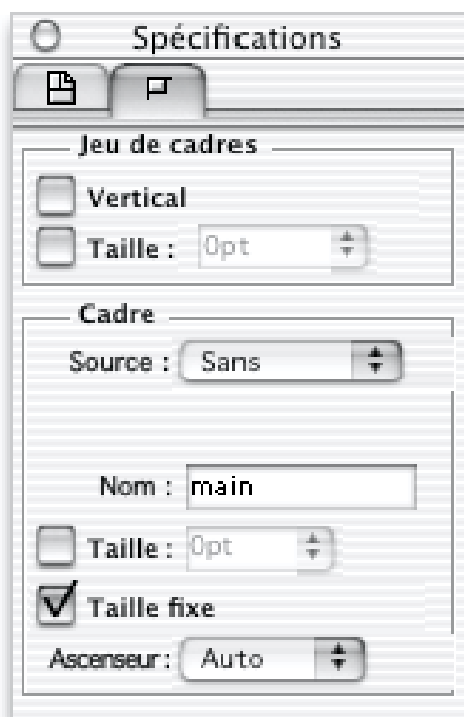 Spécifications
Jeu de cadres
Vertical
Taille : 0pt
Cadre
Source : Sans
Nom : main
Taille : 0pt
Taille fixe
Ascenseur : Auto